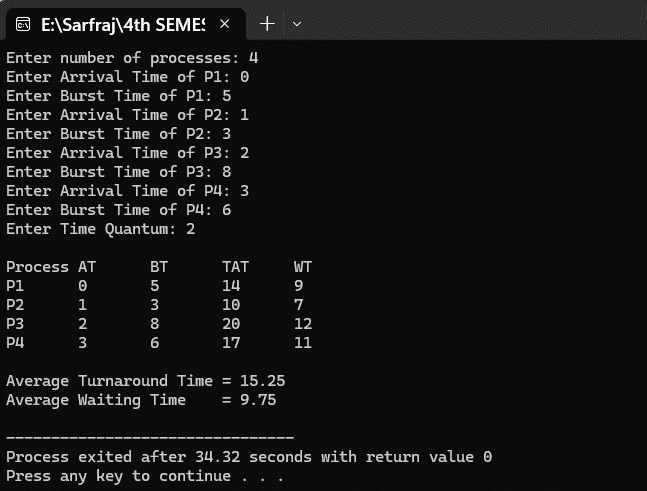 E:\Sarfraj\4th SEMES
Enter number of processes: 4
Enter Arrival Time of P1: 0
Enter Burst Time of P1: 5
Enter Arrival Time of P2: 1
Enter Burst Time of P2: 3
Enter Arrival Time of P3: 2
Enter Burst Time of P3: 8
Enter Arrival Time of P4: 3
Enter Burst Time of P4: 6
Enter Time Quantum: 2
Process AT BT TAT WT
P1 0 5 14 9
P2 1 3 10 7
P3 2 8 20 12
P4 3 6 17 11
Average Turnaround Time = 15.25
Average Waiting Time    = 9.75
--------------------------------
Process exited after 34.32 seconds with return value 0
Press any key to continue . . .